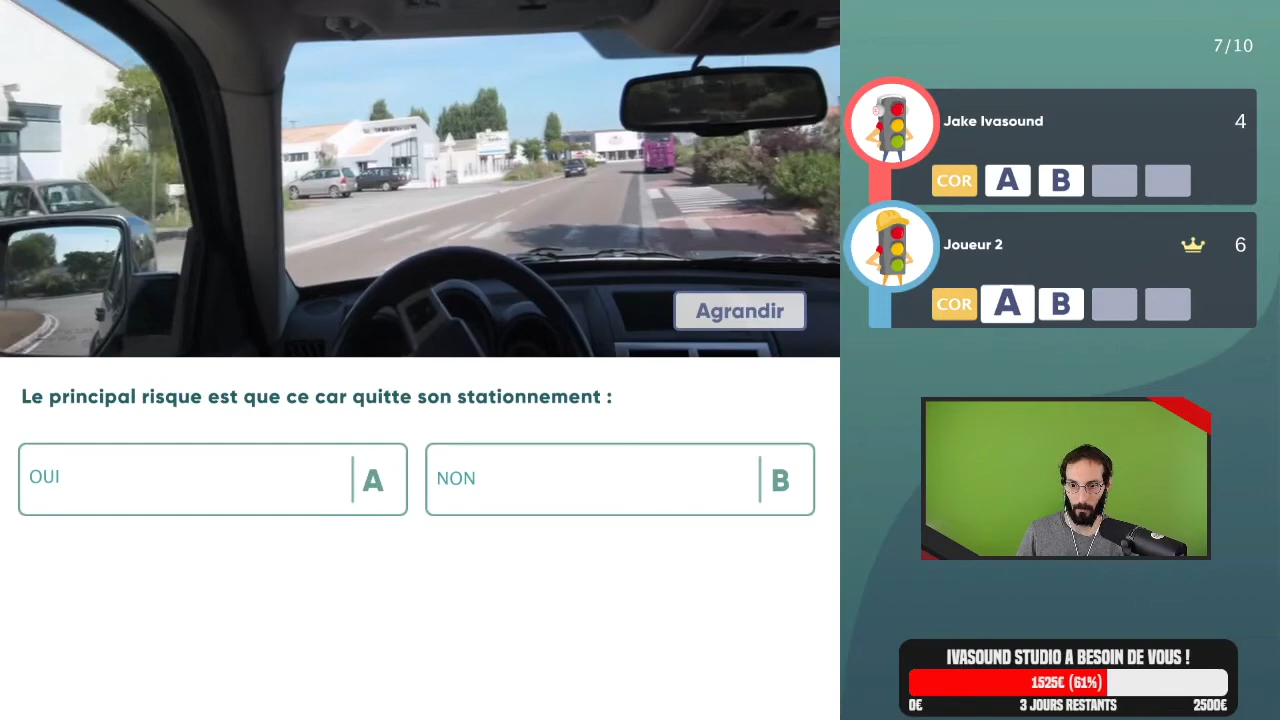 7/10
Jake Ivasound
4
COR
A
B
Joueur 2
6
COR
A
B
Agrandir
Le principal risque est que ce car quitte son stationnement :
OUI
A
NON
B
IVASOUND STUDIO A BESOIN DE VOUS !
1525€ (61%)
0€
3 JOURS RESTANTS
2500€